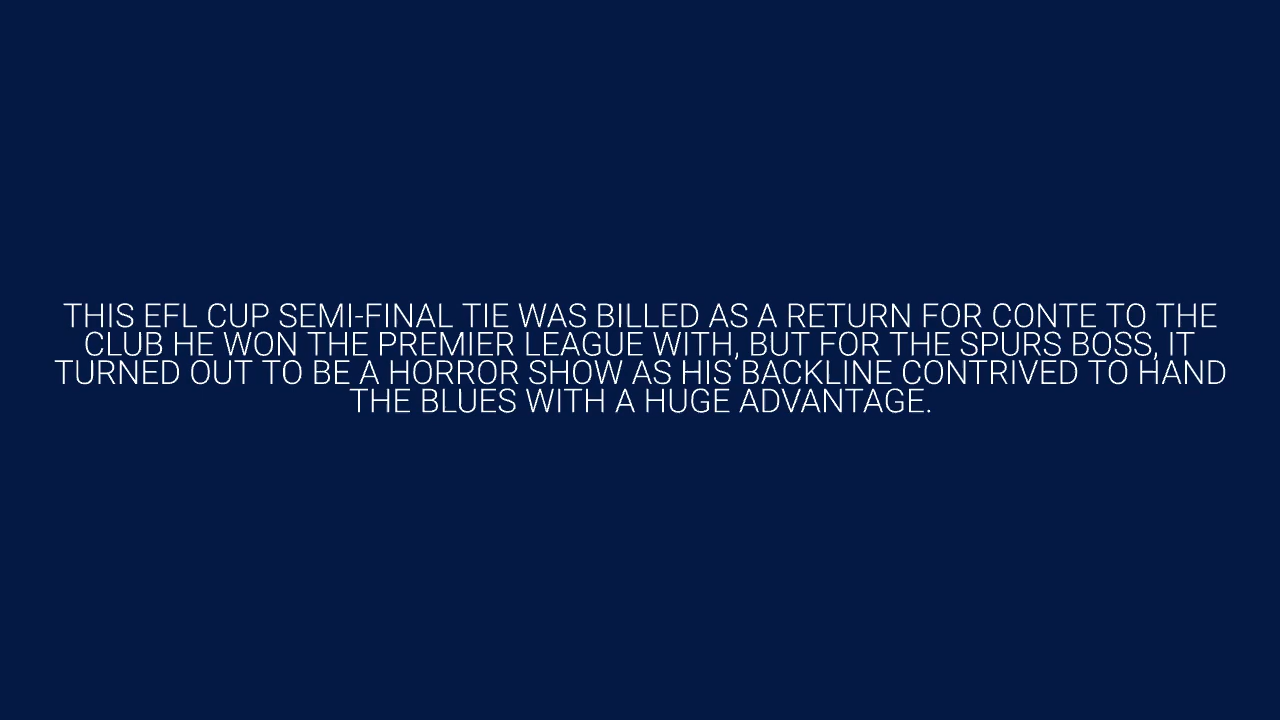 THIS EFL CUP SEMI-FINAL TIE WAS BILLED AS A RETURN FOR CONTE TO THE
CLUB HE WON THE PREMIER LEAGUE WITH, BUT FOR THE SPURS BOSS, IT
TURNED OUT TO BE A HORROR SHOW AS HIS BACKLINE CONTRIVED TO HAND
THE BLUES WITH A HUGE ADVANTAGE.